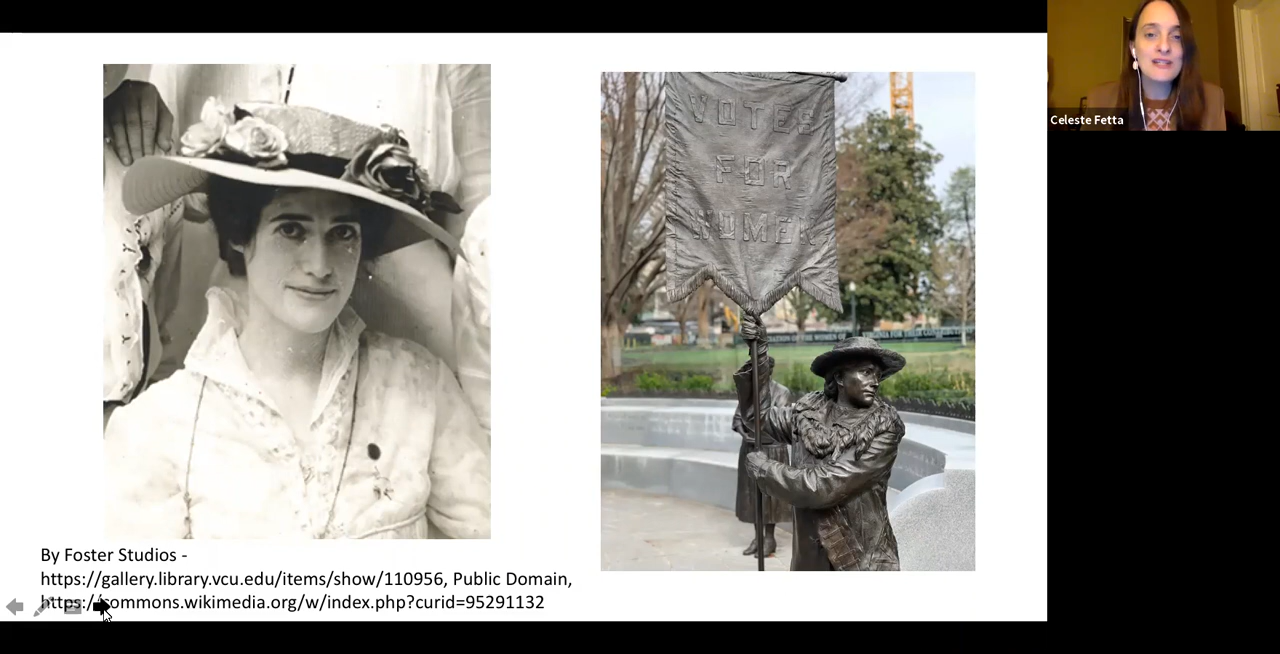 VOTES
FOR
WOMEN
By Foster Studios -
https://gallery.library.vcu.edu/items/show/110956, Public Domain,
https://commons.wikimedia.org/w/index.php?curid=95291132
Celeste Fetta